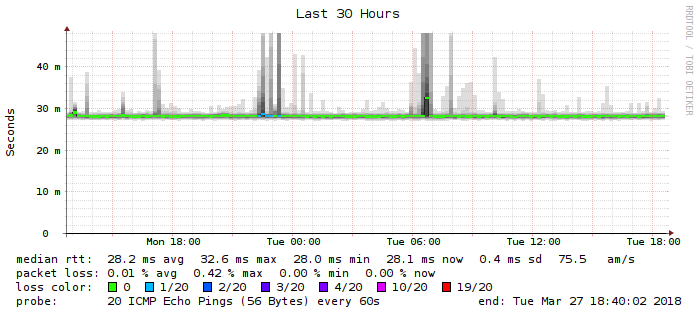 Last 30 Hours
RRDTOOL / TOBI OETIKER
Seconds
40 m
30 m
20 m
10 m
0
Mon 18:00 Tue 00:00 Tue 06:00 Tue 12:00 Tue 18:00
median rtt: 28.2 ms avg 32.6 ms max 28.0 ms min 28.1 ms now 0.4 ms sd 75.5 am/s
packet loss: 0.01 % avg 0.42 % max 0.00 % min 0.00 % now
loss color: 0 1/20 2/20 3/20 4/20 10/20 19/20
probe: 20 ICMP Echo Pings (56 Bytes) every 60s end: Tue Mar 27 18:40:02 2018